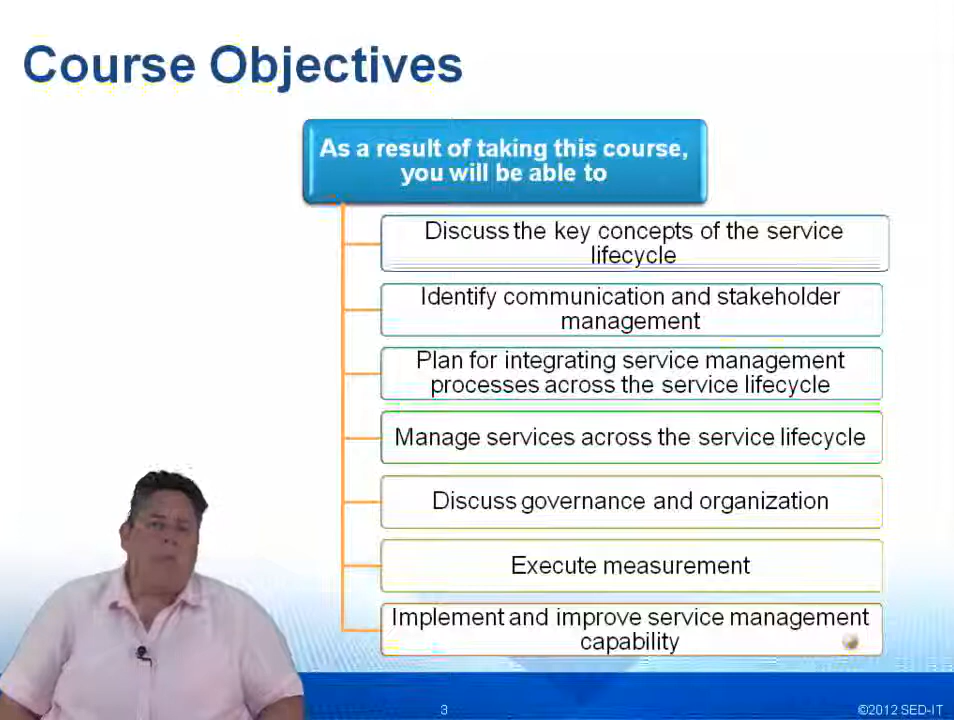 Course Objectives
As a result of taking this course,
you will be able to
Discuss the key concepts of the service
lifecycle
Identify communication and stakeholder
management
Plan for integrating service management
processes across the service lifecycle
Manage services across the service lifecycle
Discuss governance and organization
Execute measurement
Implement and improve service management
capability
3
©2012 SED-IT